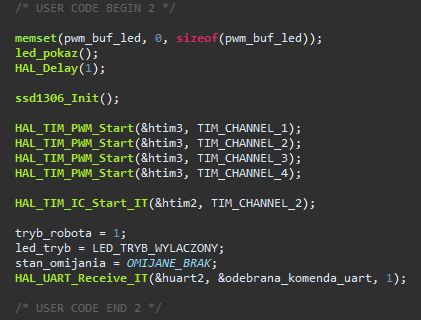 /* USER CODE BEGIN 2 */
memset(pwm_buf_led, 0, sizeof(pwm_buf_led));
led_pokaz();
HAL_Delay(1);
ssd1306_Init();
HAL_TIM_PWM_Start(&htim3, TIM_CHANNEL_1);
HAL_TIM_PWM_Start(&htim3, TIM_CHANNEL_2);
HAL_TIM_PWM_Start(&htim3, TIM_CHANNEL_3);
HAL_TIM_PWM_Start(&htim3, TIM_CHANNEL_4);
HAL_TIM_IC_Start_IT(&htim2, TIM_CHANNEL_2);
tryb_robota = 1;
led_tryb = LED_TRYB_WYLACZONY;
stan_omijania = OMIJANE_BRAK;
HAL_UART_Receive_IT(&huart2, &odebrana_komenda_uart, 1);
/* USER CODE END 2 */